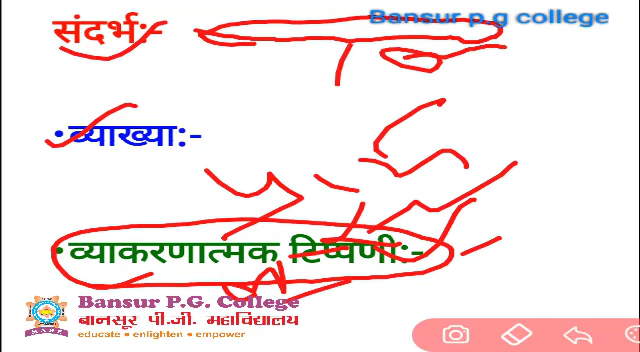 Bansur p g college
संदर्भ:-
•व्याख्या:-
•व्याकरणात्मक टिप्पणी:-
Bansur P.G. College
बानसूर पी.जी. महाविद्यालय
educate • enlighten • empower